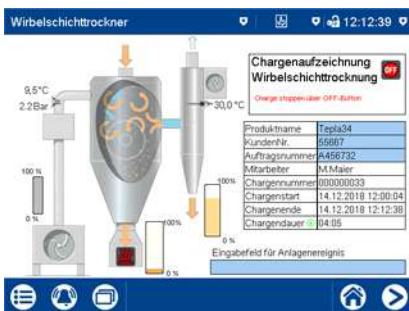 Wirbelschichttrockner 12:12:39
Chargenaufzeichnung
Wirbelschichttrocknung OFF
Charge stoppen über OFF-Button
9,5°C
2.2Bar
30,0 °C
Produktname Tepla34
KundenNr. 55667
Auftragsnummer A456732
Mitarbeiter M.Maier
Chargennummer 000000033
Chargenstart 14.12.2018 12:00:04
Chargenende 14.12.2018 12:12:38
Chargendauer 04:05
100 %
0 %
100%
0 %
100%
0 %
Eingabefeld für Anlagenereignis